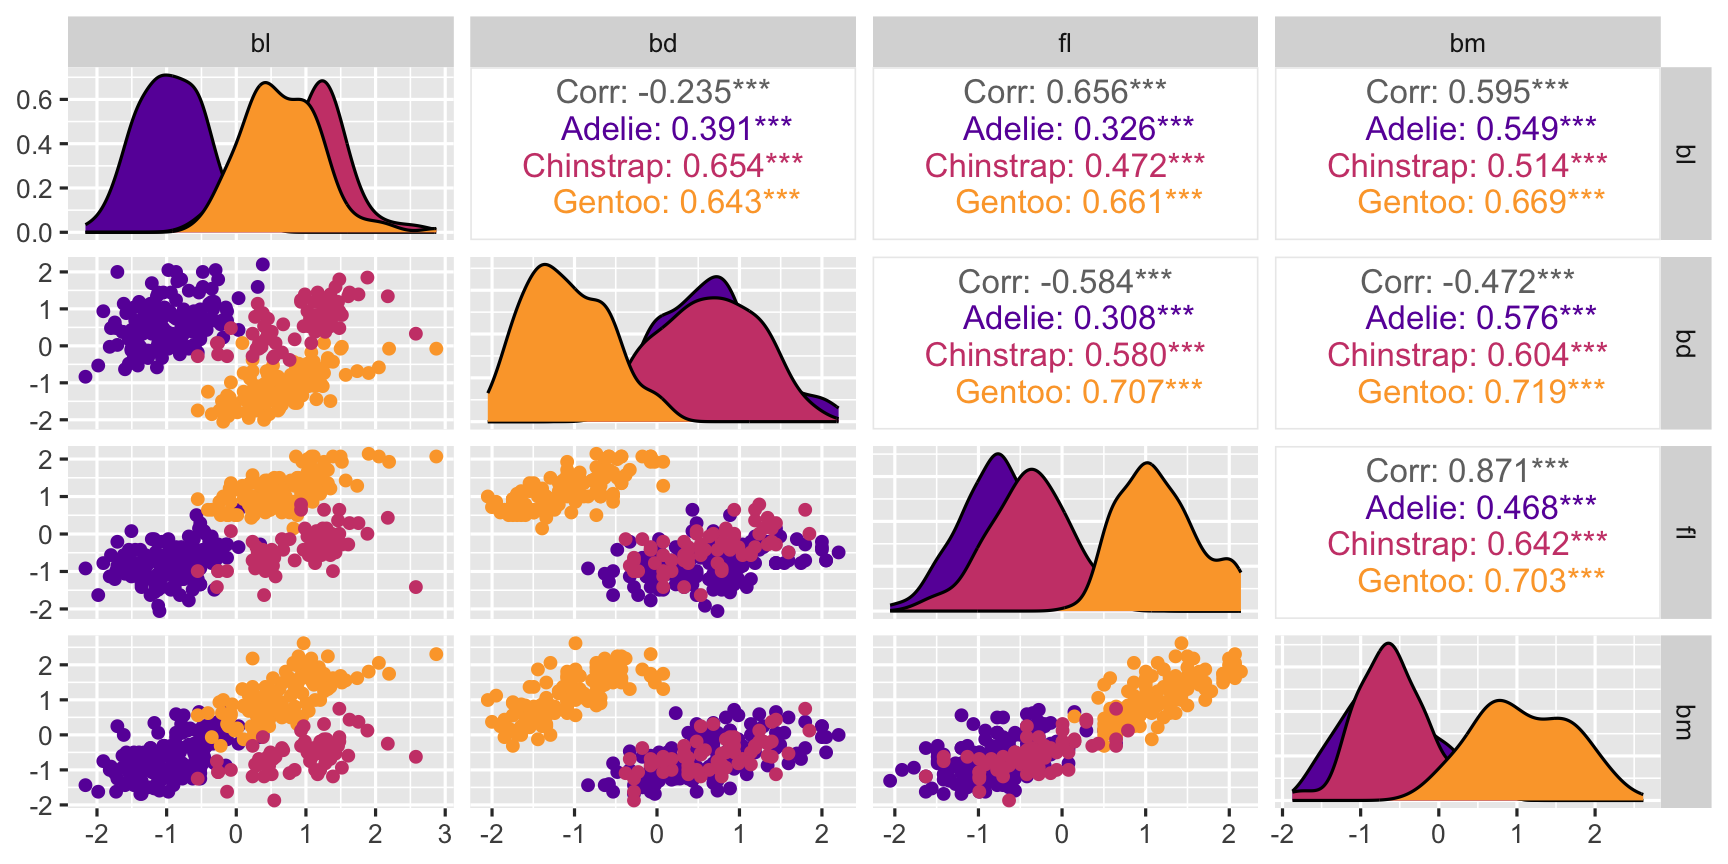 bl bd fl bm
0.6
0.4
0.2
0.0
Corr: -0.235***
Adelie: 0.391***
Chinstrap: 0.654***
Gentoo: 0.643***
Corr: 0.656***
Adelie: 0.326***
Chinstrap: 0.472***
Gentoo: 0.661***
Corr: 0.595***
Adelie: 0.549***
Chinstrap: 0.514***
Gentoo: 0.669***
bl
2
1
0
-1
-2
Corr: -0.584***
Adelie: 0.308***
Chinstrap: 0.580***
Gentoo: 0.707***
Corr: -0.472***
Adelie: 0.576***
Chinstrap: 0.604***
Gentoo: 0.719***
bd
2
1
0
-1
-2
Corr: 0.871***
Adelie: 0.468***
Chinstrap: 0.642***
Gentoo: 0.703***
fl
2
1
0
-1
-2
bm
-2 -1 0 1 2 3
-2 -1 0 1 2
-2 -1 0 1 2
-2 -1 0 1 2